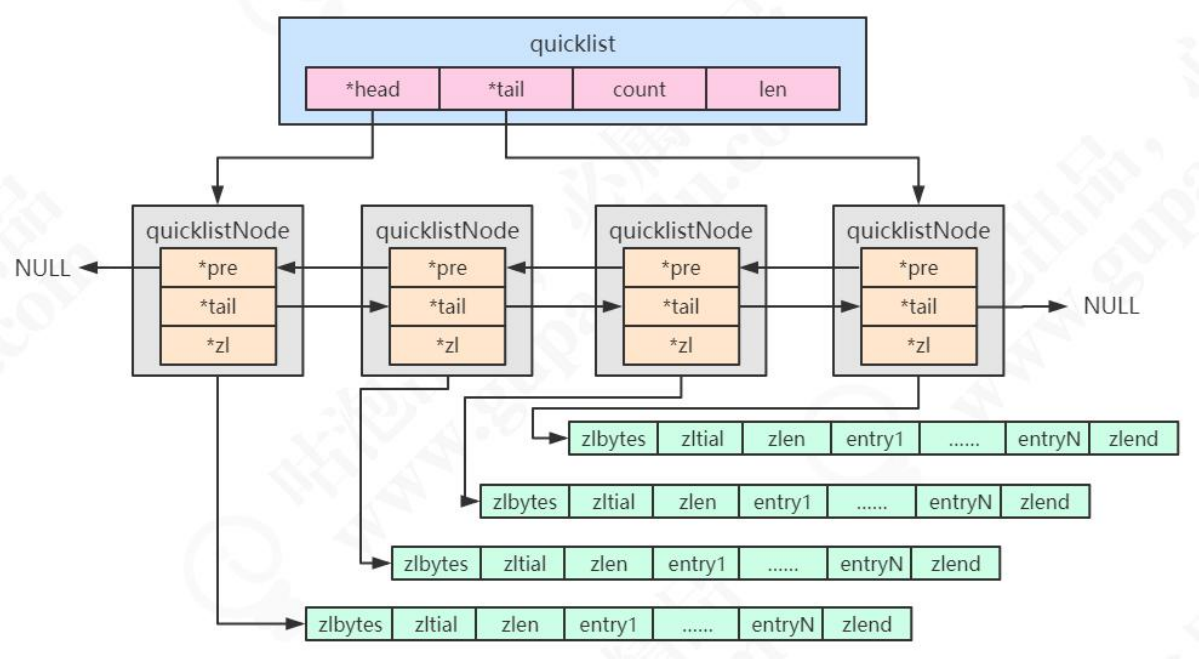 quicklist
*head *tail count len
quicklistNode quicklistNode quicklistNode quicklistNode
NULL *pre *pre *pre *pre
*tail *tail *tail *tail NULL
*zl *zl *zl *zl
zlbytes zltial zlen entry1 ...... entryN zlend
zlbytes zltial zlen entry1 ...... entryN zlend
zlbytes zltial zlen entry1 ...... entryN zlend
zlbytes zltial zlen entry1 ...... entryN zlend